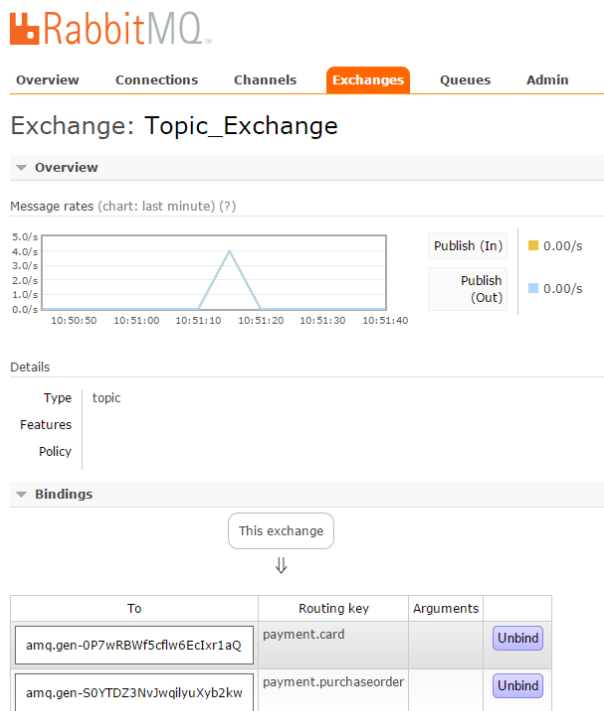 RabbitMQ
Overview Connections Channels Exchanges Queues Admin
Exchange: Topic_Exchange
Overview
Message rates (chart: last minute) (?)
5.0/s
4.0/s
3.0/s
2.0/s
1.0/s
0.0/s
10:50:50 10:51:00 10:51:10 10:51:20 10:51:30 10:51:40
Publish (In) 0.00/s
Publish
(Out) 0.00/s
Details
Type topic
Features
Policy
Bindings
This exchange
⇓
To Routing key Arguments
amq.gen-0P7wRBWf5cflw6EcIxr1aQ payment.card Unbind
amq.gen-S0YTDZ3NvJwqilyuXyb2kw payment.purchaseorder Unbind